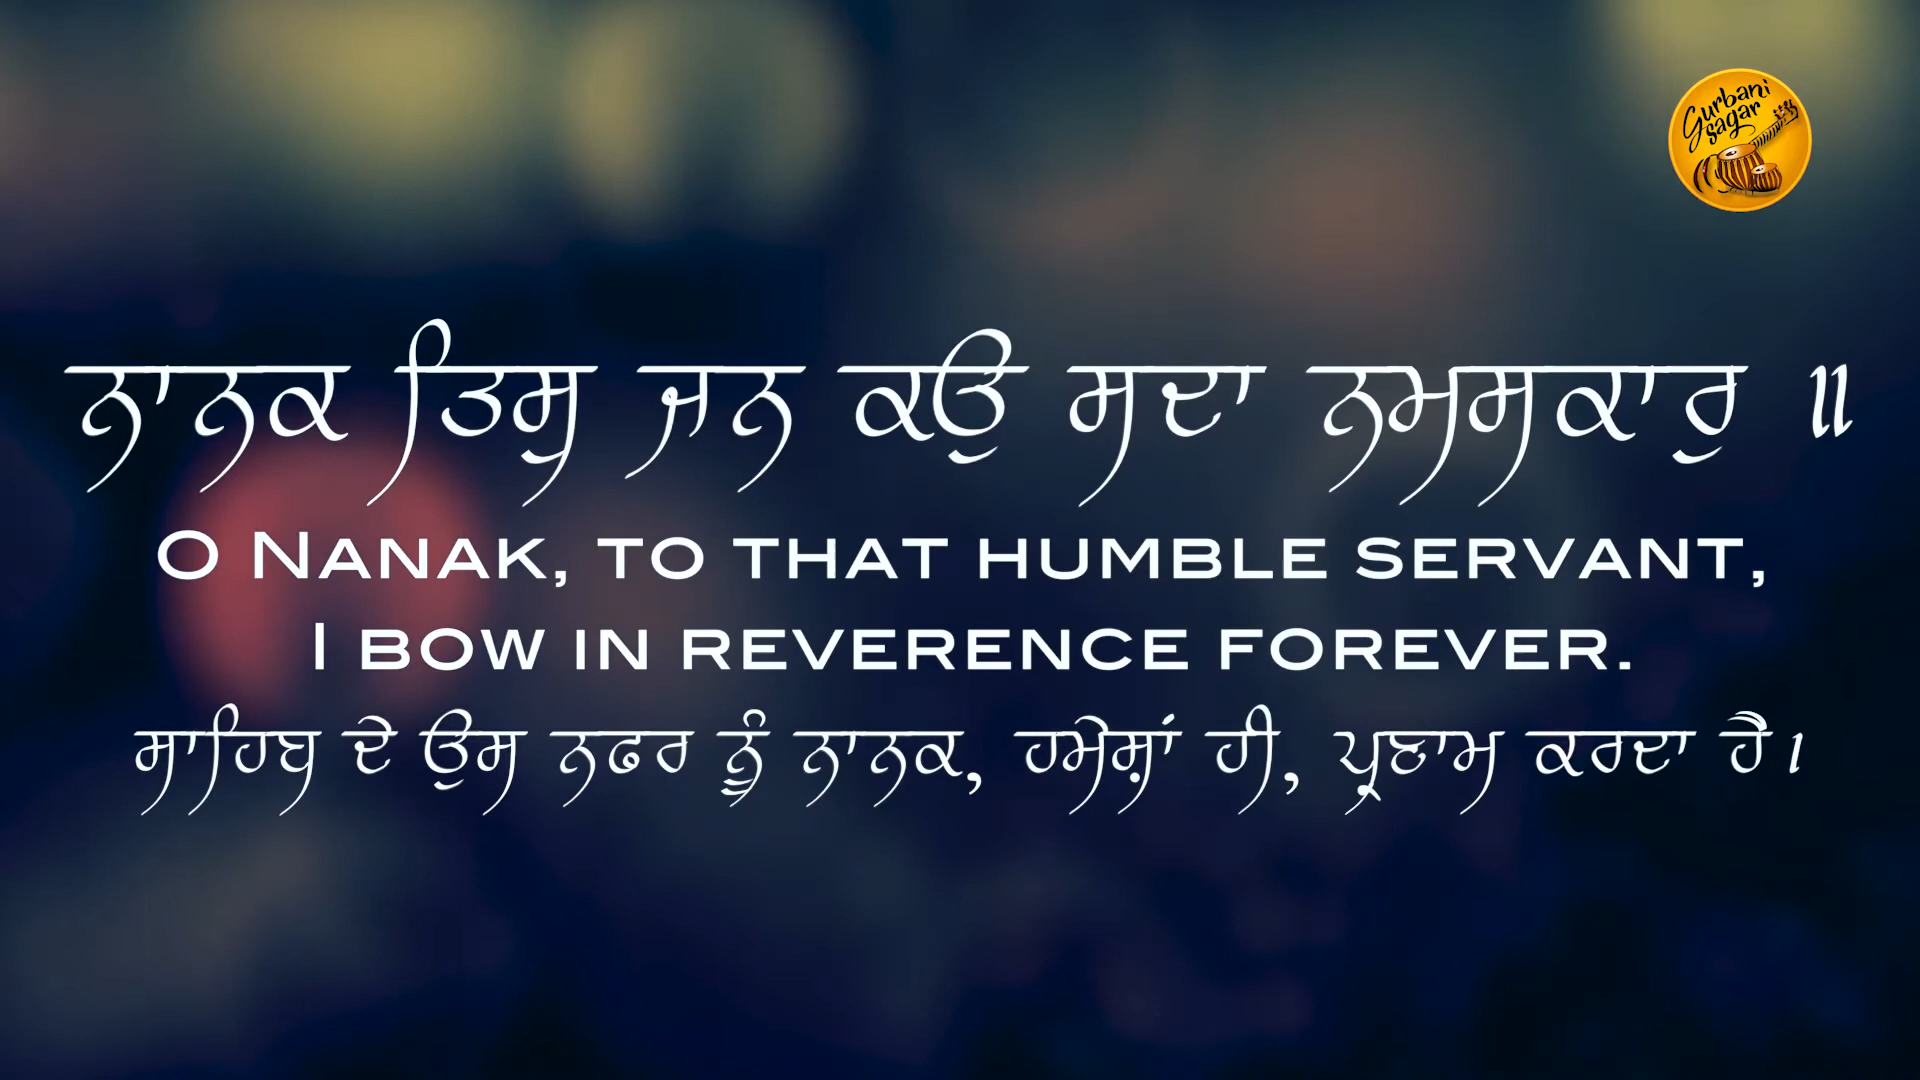 Gurbani
Sagar
ਨਾਨਕ ਤਿਸੁ ਜਨ ਕਉ ਸਦਾ ਨਮਸਕਾਰੁ ॥
O Nanak, to that humble servant,
I bow in reverence forever.
ਸਾਹਿਬ ਦੇ ਉਸ ਨਫਰ ਨੂੰ ਨਾਨਕ, ਹਮੇਸ਼ਾਂ ਹੀ, ਪ੍ਰਣਾਮ ਕਰਦਾ ਹੈ।